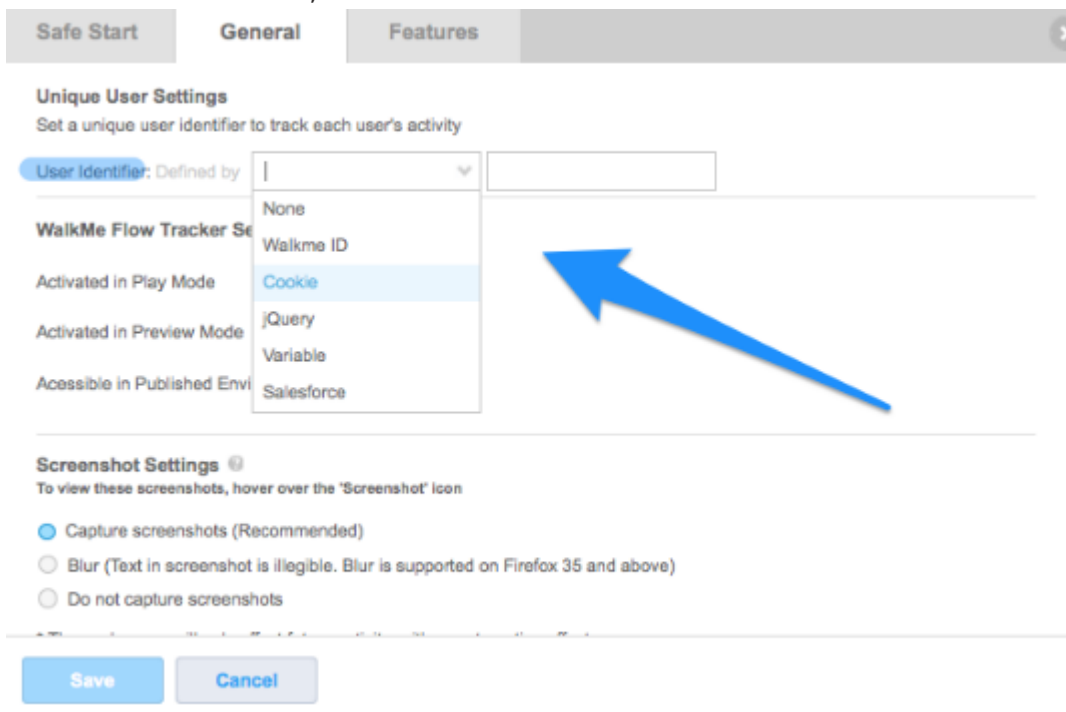 Safe Start General Features
Unique User Settings
Set a unique user identifier to track each user's activity
User Identifier: Defined by
None
WalkMe Flow Tracker Se
Walkme ID
Activated in Play Mode
Cookie
jQuery
Activated in Preview Mode
Variable
Acessible in Published Envi
Salesforce
Screenshot Settings
To view these screenshots, hover over the 'Screenshot' icon
Capture screenshots (Recommended)
Blur (Text in screenshot is illegible. Blur is supported on Firefox 35 and above)
Do not capture screenshots
Save Cancel